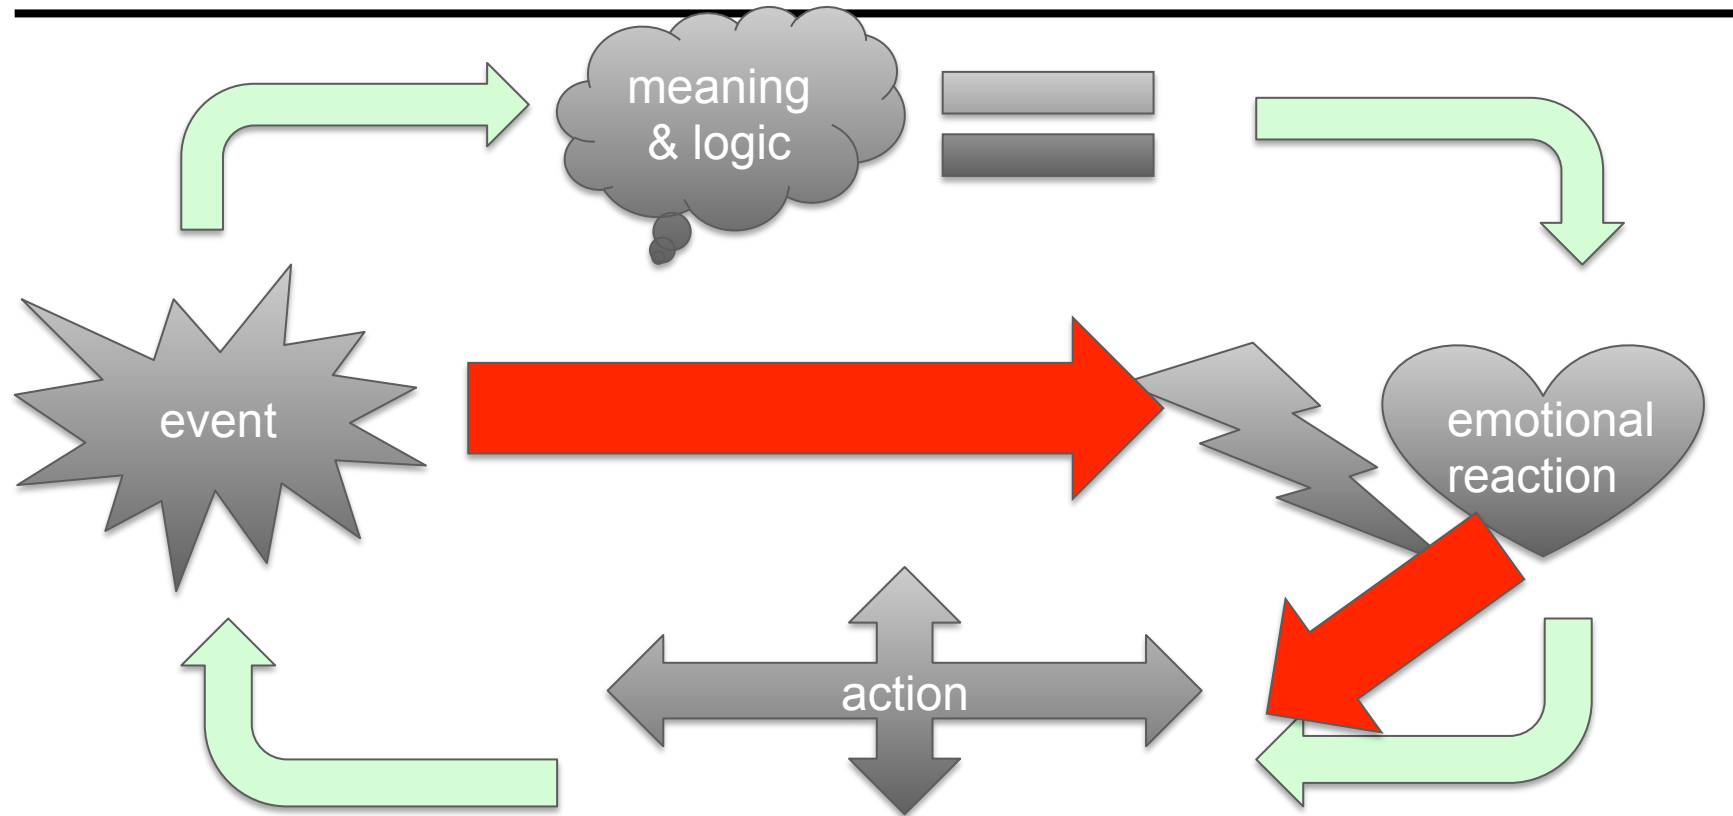 meaning
& logic
event
emotional
reaction
action